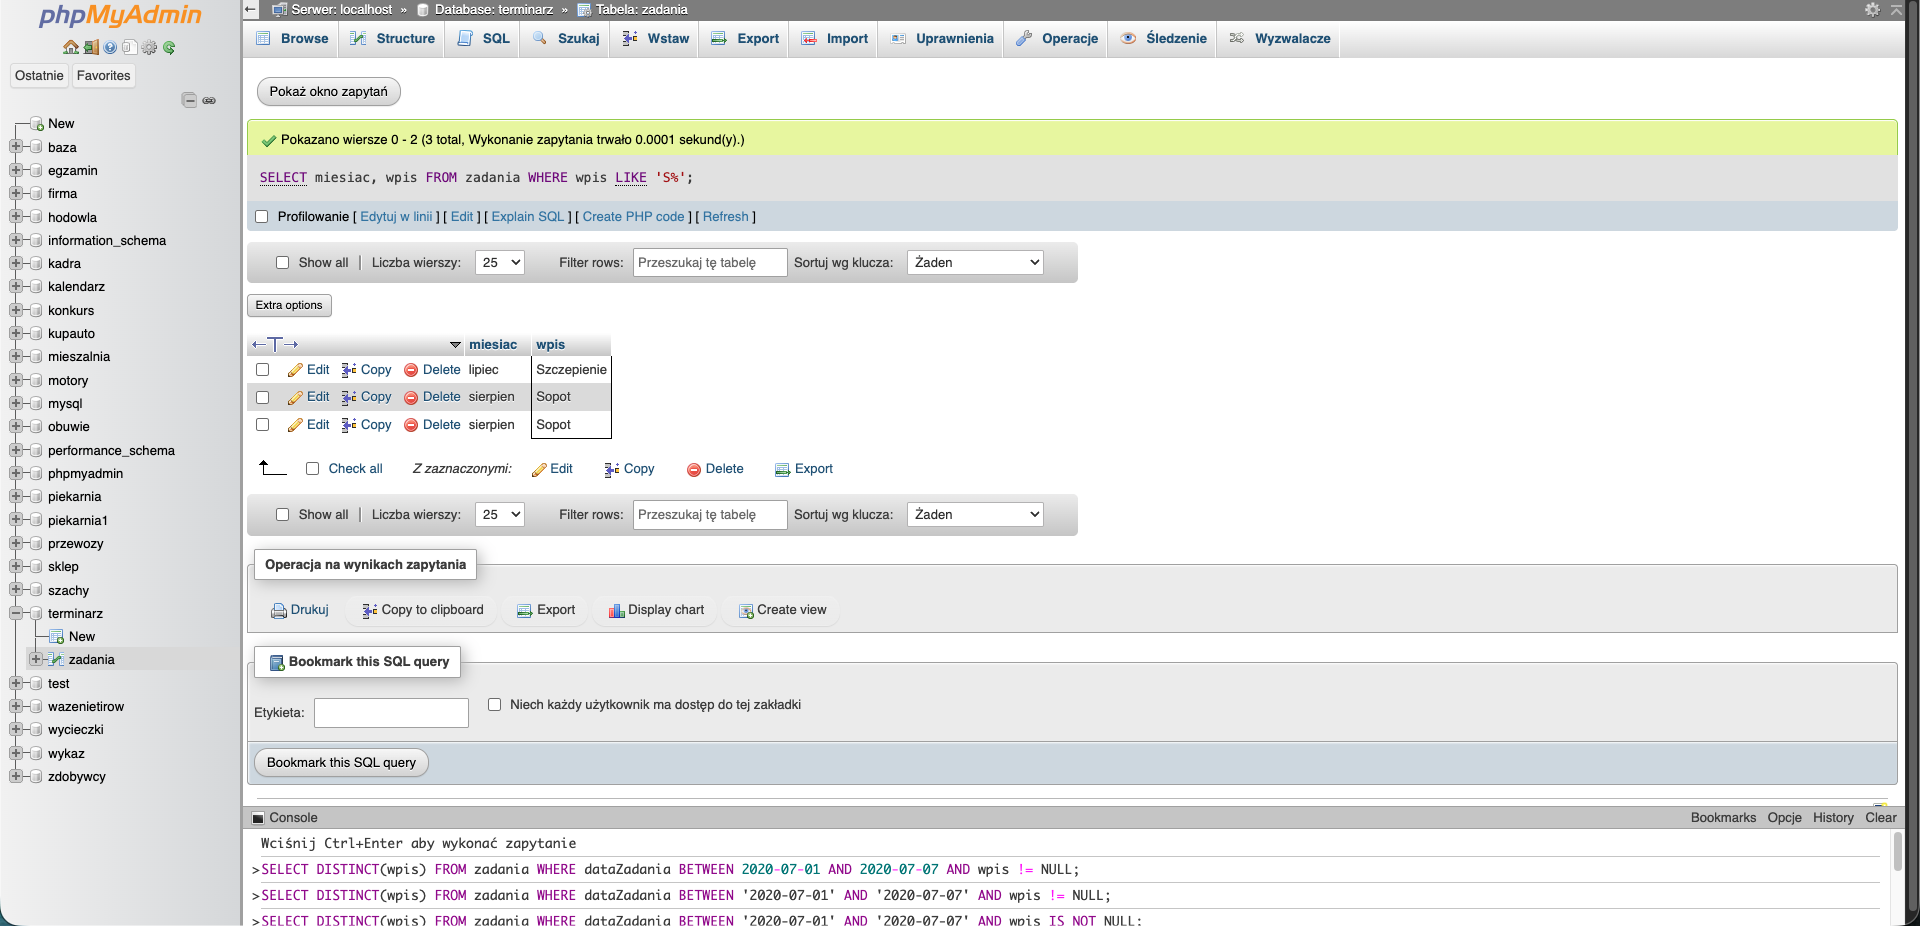 phpMyAdmin
Ostatnie Favorites
New
baza
egzamin
firma
hodowla
information_schema
kadra
kalendarz
konkurs
kupauto
mieszalnia
motory
mysql
obuwie
performance_schema
phpmyadmin
piekarnia
piekarnia1
przewozy
sklep
szachy
terminarz
New
zadania
test
wazenietirow
wycieczki
wykaz
zdobywcy
Serwer: localhost » Database: terminarz » Tabela: zadania
Browse Structure SQL Szukaj Wstaw Export Import Uprawnienia Operacje Śledzenie Wyzwalacze
Pokaż okno zapytań
Pokazano wiersze 0 - 2 (3 total, Wykonanie zapytania trwało 0.0001 sekund(y).)
SELECT miesiac, wpis FROM zadania WHERE wpis LIKE 'S%';
Profilowanie [ Edytuj w linii ] [ Edit ] [ Explain SQL ] [ Create PHP code ] [ Refresh ]
Show all | Liczba wierszy: 25 Filter rows: Przeszukaj tę tabelę Sortuj wg klucza: Żaden
Extra options
←T→ miesiac wpis
Edit Copy Delete lipiec Szczepienie
Edit Copy Delete sierpien Sopot
Edit Copy Delete sierpien Sopot
Check all Z zaznaczonymi: Edit Copy Delete Export
Show all | Liczba wierszy: 25 Filter rows: Przeszukaj tę tabelę Sortuj wg klucza: Żaden
Operacja na wynikach zapytania
Drukuj Copy to clipboard Export Display chart Create view
Bookmark this SQL query
Etykieta: Niech każdy użytkownik ma dostęp do tej zakładki
Bookmark this SQL query
Console Bookmarks Opcje History Clear
Wciśnij Ctrl+Enter aby wykonać zapytanie
>SELECT DISTINCT(wpis) FROM zadania WHERE dataZadania BETWEEN 2020-07-01 AND 2020-07-07 AND wpis != NULL;
>SELECT DISTINCT(wpis) FROM zadania WHERE dataZadania BETWEEN '2020-07-01' AND '2020-07-07' AND wpis != NULL;
>SELECT DISTINCT(wpis) FROM zadania WHERE dataZadania BETWEEN '2020-07-01' AND '2020-07-07' AND wpis IS NOT NULL;